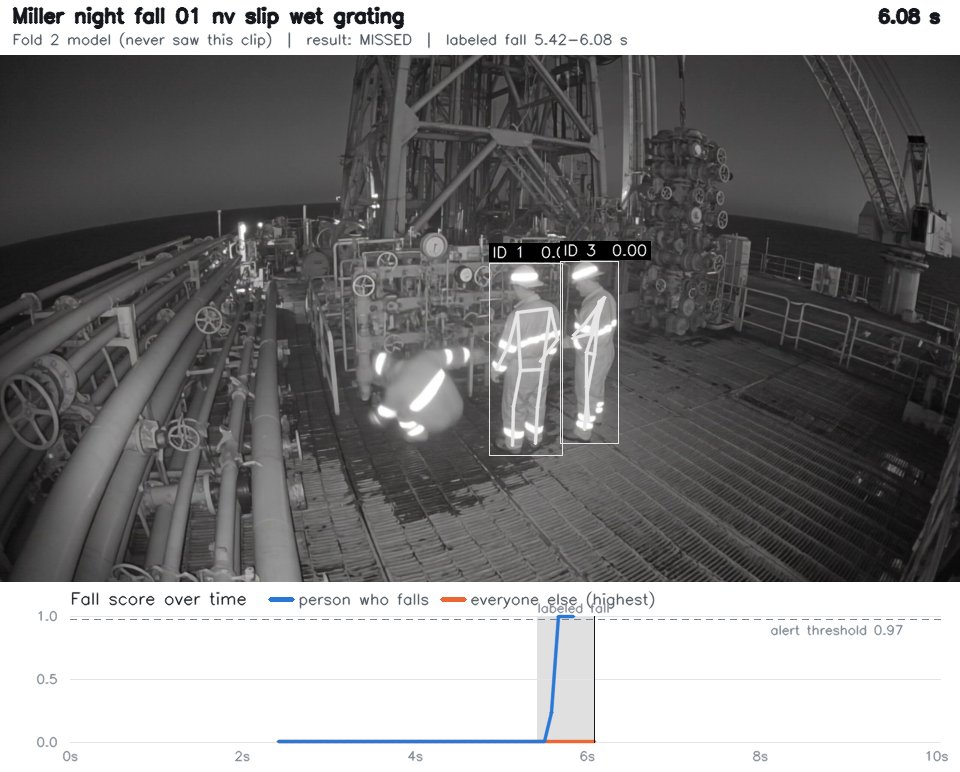 Miller night fall 01 nv slip wet grating
6.08 s
Fold 2 model (never saw this clip) | result: MISSED | labeled fall 5.42–6.08 s
ID 1 0.0
ID 3 0.00
Fall score over time
person who falls
everyone else (highest)
labeled fall
1.0
alert threshold 0.97
0.5
0.0
0s 2s 4s 6s 8s 10s